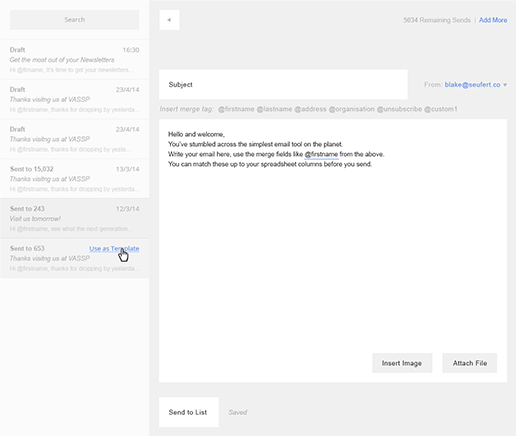 Search
Draft 16:30
Get the most out of your Newsletters
Hi @firname, it's time to get your newsletters...
Draft 23/4/14
Thanks visitng us at VASSP
Hi @firstname, thanks for dropping by yesterda...
Draft 23/4/14
Thanks visitng us at VASSP
Hi @firstname, thanks for dropping by yesterda...
Sent to 15,032 13/3/14
Thanks visitng us at VASSP
Hi @firstname, thanks for dropping by yesterda...
Sent to 243 12/3/14
Visit us tomorrow!
Hi @firstname, see what the next generation...
Sent to 653 Use as Template
Thanks visitng us at VASSP
Hi @firstname, thanks for dropping by yesterda...
5034 Remaining Sends | Add More
Subject
From: blake@seufert.co
Insert merge tag: @firstname @lastname @address @organisation @unsubscribe @custom1
Hello and welcome,
You've stumbled across the simplest email tool on the planet.
Write your email here, use the merge fields like @firstname from the above.
You can match these up to your spreadsheet columns before you send.
Insert Image
Attach File
Send to List
Saved